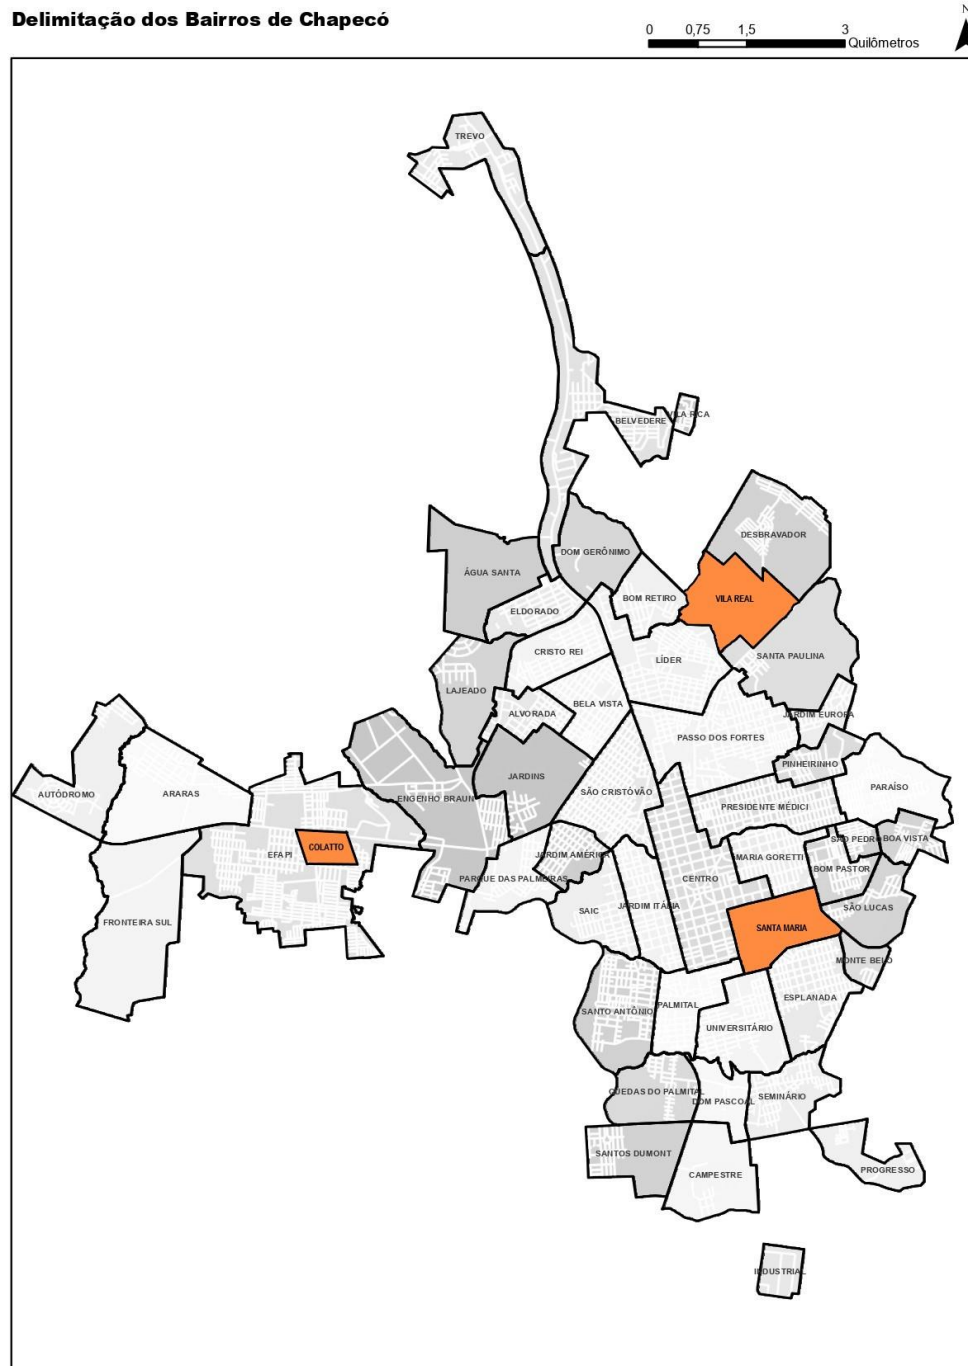 Delimitação dos Bairros de Chapecó
N
0 0,75 1,5 3
Quilômetros
TREVO
BELVEDERE
VILA RICA
DESBRAVADOR
DOM GERÔNIMO
ÁGUA SANTA
BOM RETIRO
VILA REAL
ELDORADO
CRISTO REI
LÍDER
SANTA PAULINA
LAJEADO
ALVORADA
BELA VISTA
JARDIM EUROPA
PASSO DOS FORTES
PINHEIRINHO
JARDINS
PARAÍSO
AUTÓDROMO
ARARAS
ENGENHO BRAUN
SÃO CRISTÓVÃO
PRESIDENTE MÉDICI
SÃO PEDRO
BOA VISTA
COLATTO
EFAPI
JARDIM AMÉRICA
MARIA GORETTI
BOM PASTOR
PARQUE DAS PALMEIRAS
CENTRO
JARDIM ITÁLIA
SÃO LUCAS
SAIC
FRONTEIRA SUL
SANTA MARIA
MONTE BELO
ESPLANADA
PALMITAL
SANTO ANTÔNIO
UNIVERSITÁRIO
QUEDAS DO PALMITAL
DOM PASCOAL
SEMINÁRIO
SANTOS DUMONT
CAMPESTRE
PROGRESSO
INDUSTRIAL